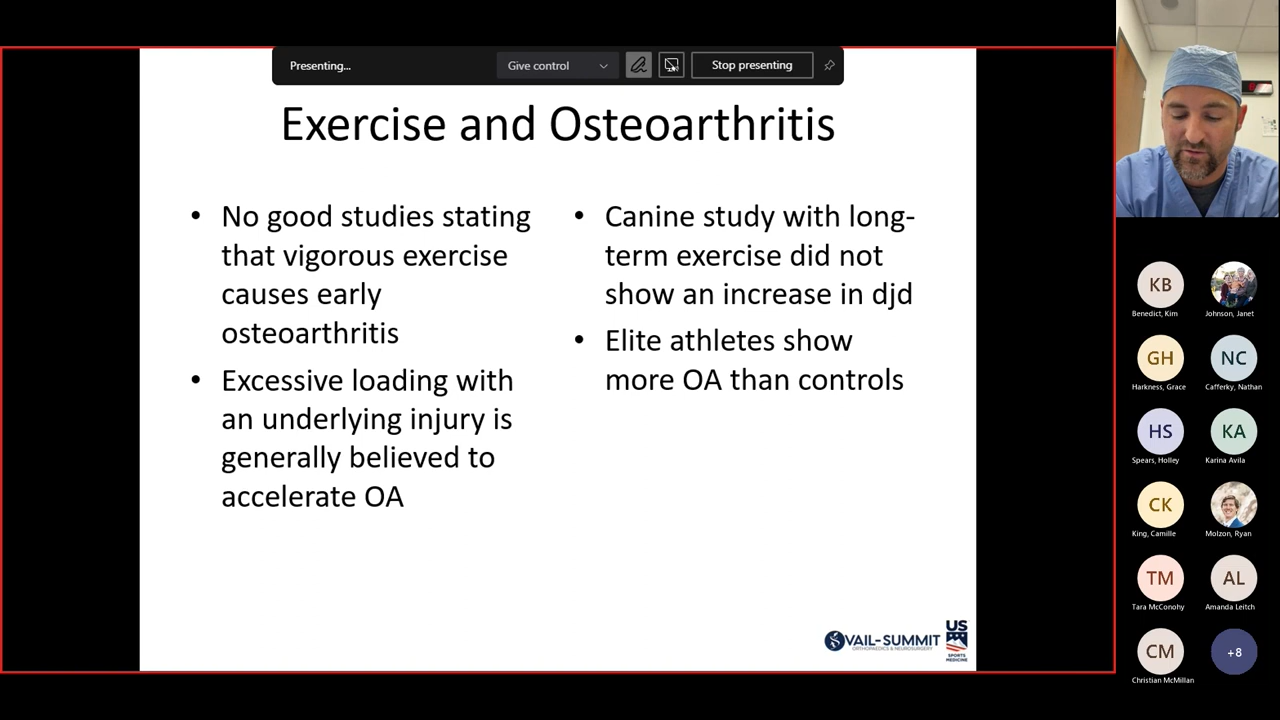 Presenting...
Give control
Stop presenting
Exercise and Osteoarthritis
• No good studies stating
that vigorous exercise
causes early
osteoarthritis
• Excessive loading with
an underlying injury is
generally believed to
accelerate OA
• Canine study with long-
term exercise did not
show an increase in djd
• Elite athletes show
more OA than controls
VAIL-SUMMIT
ORTHOPAEDICS & NEUROSURGERY
US
SPORTS
MEDICINE
KB
Benedict, Kim
Johnson, Janet
GH
Harkness, Grace
NC
Cafferky, Nathan
HS
Spears, Holley
KA
Karina Avila
CK
King, Camille
Molzon, Ryan
TM
Tara McConohy
AL
Amanda Leitch
CM
Christian McMillan
+8